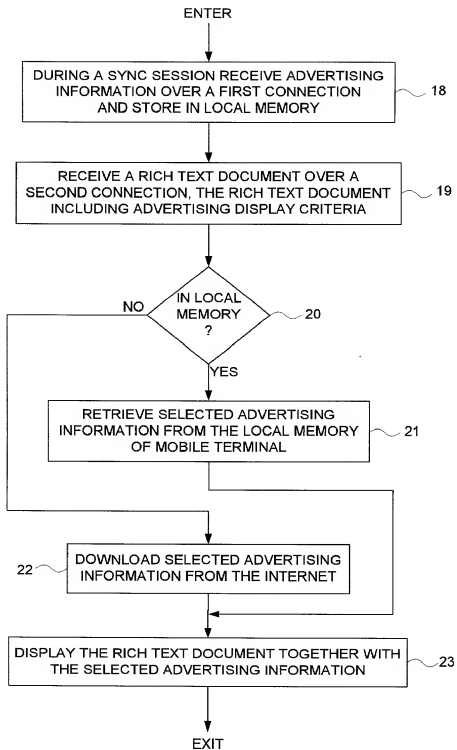 ENTER
DURING A SYNC SESSION RECEIVE ADVERTISING
INFORMATION OVER A FIRST CONNECTION
AND STORE IN LOCAL MEMORY
18
RECEIVE A RICH TEXT DOCUMENT OVER A
SECOND CONNECTION, THE RICH TEXT DOCUMENT
INCLUDING ADVERTISING DISPLAY CRITERIA
19
NO
IN LOCAL
MEMORY
?
20
YES
RETRIEVE SELECTED ADVERTISING
INFORMATION FROM THE LOCAL MEMORY
OF MOBILE TERMINAL
21
22
DOWNLOAD SELECTED ADVERTISING
INFORMATION FROM THE INTERNET
DISPLAY THE RICH TEXT DOCUMENT TOGETHER WITH
THE SELECTED ADVERTISING INFORMATION
23
EXIT